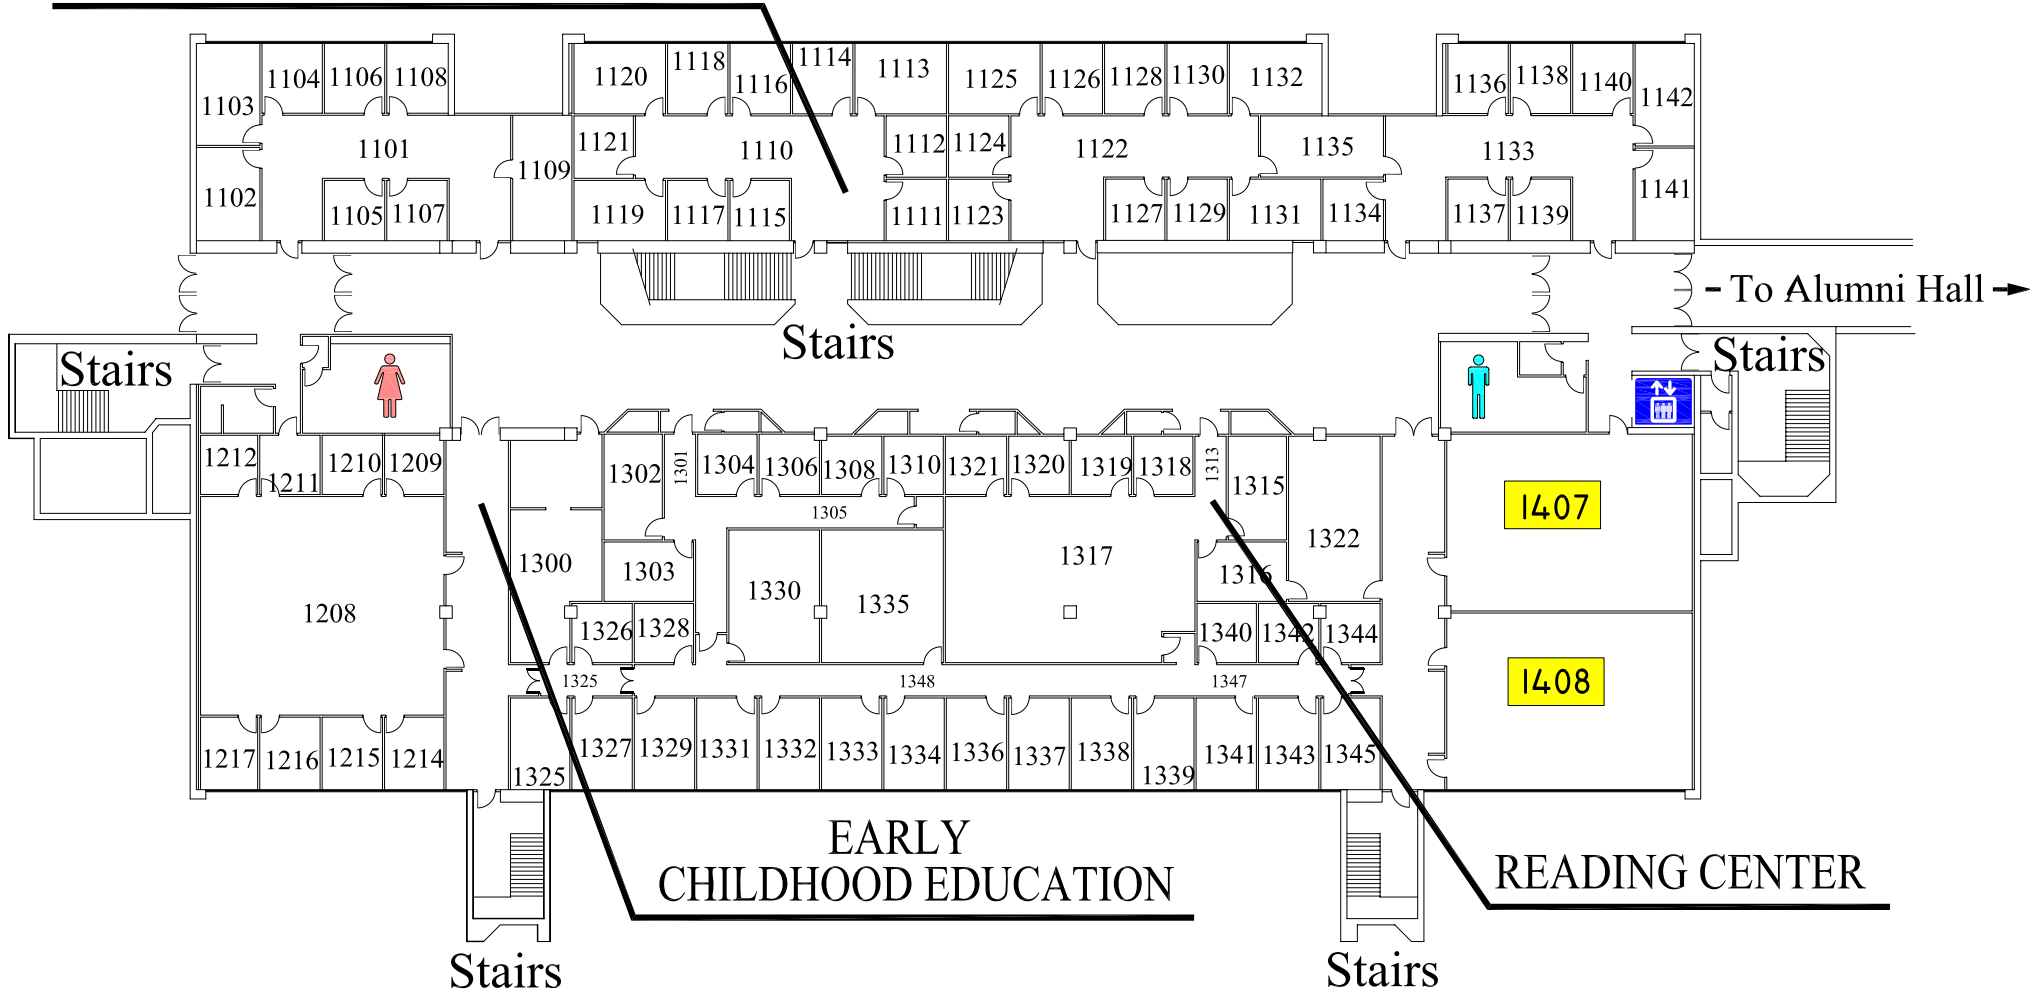 1104 1106 1108 1120 1118 1116 1114 1113 1125 1126 1128 1130 1132 1136 1138 1140
1103 1142
1101 1121 1110 1112 1124 1122 1135 1133
1109
1102 1105 1107 1119 1117 1115 1111 1123 1127 1129 1131 1134 1137 1139 1141
To Alumni Hall
Stairs
Stairs
Stairs
1212 1211 1210 1209 1302 1301 1304 1306 1308 1310 1321 1320 1319 1318 1313 1315
1305
1407
1300 1303 1317 1322
1330 1335 1316
1208 1326 1328 1340 1342 1344
1325 1348 1347
1408
1217 1216 1215 1214 1325 1327 1329 1331 1332 1333 1334 1336 1337 1338 1339 1341 1343 1345
EARLY
CHILDHOOD EDUCATION
READING CENTER
Stairs
Stairs